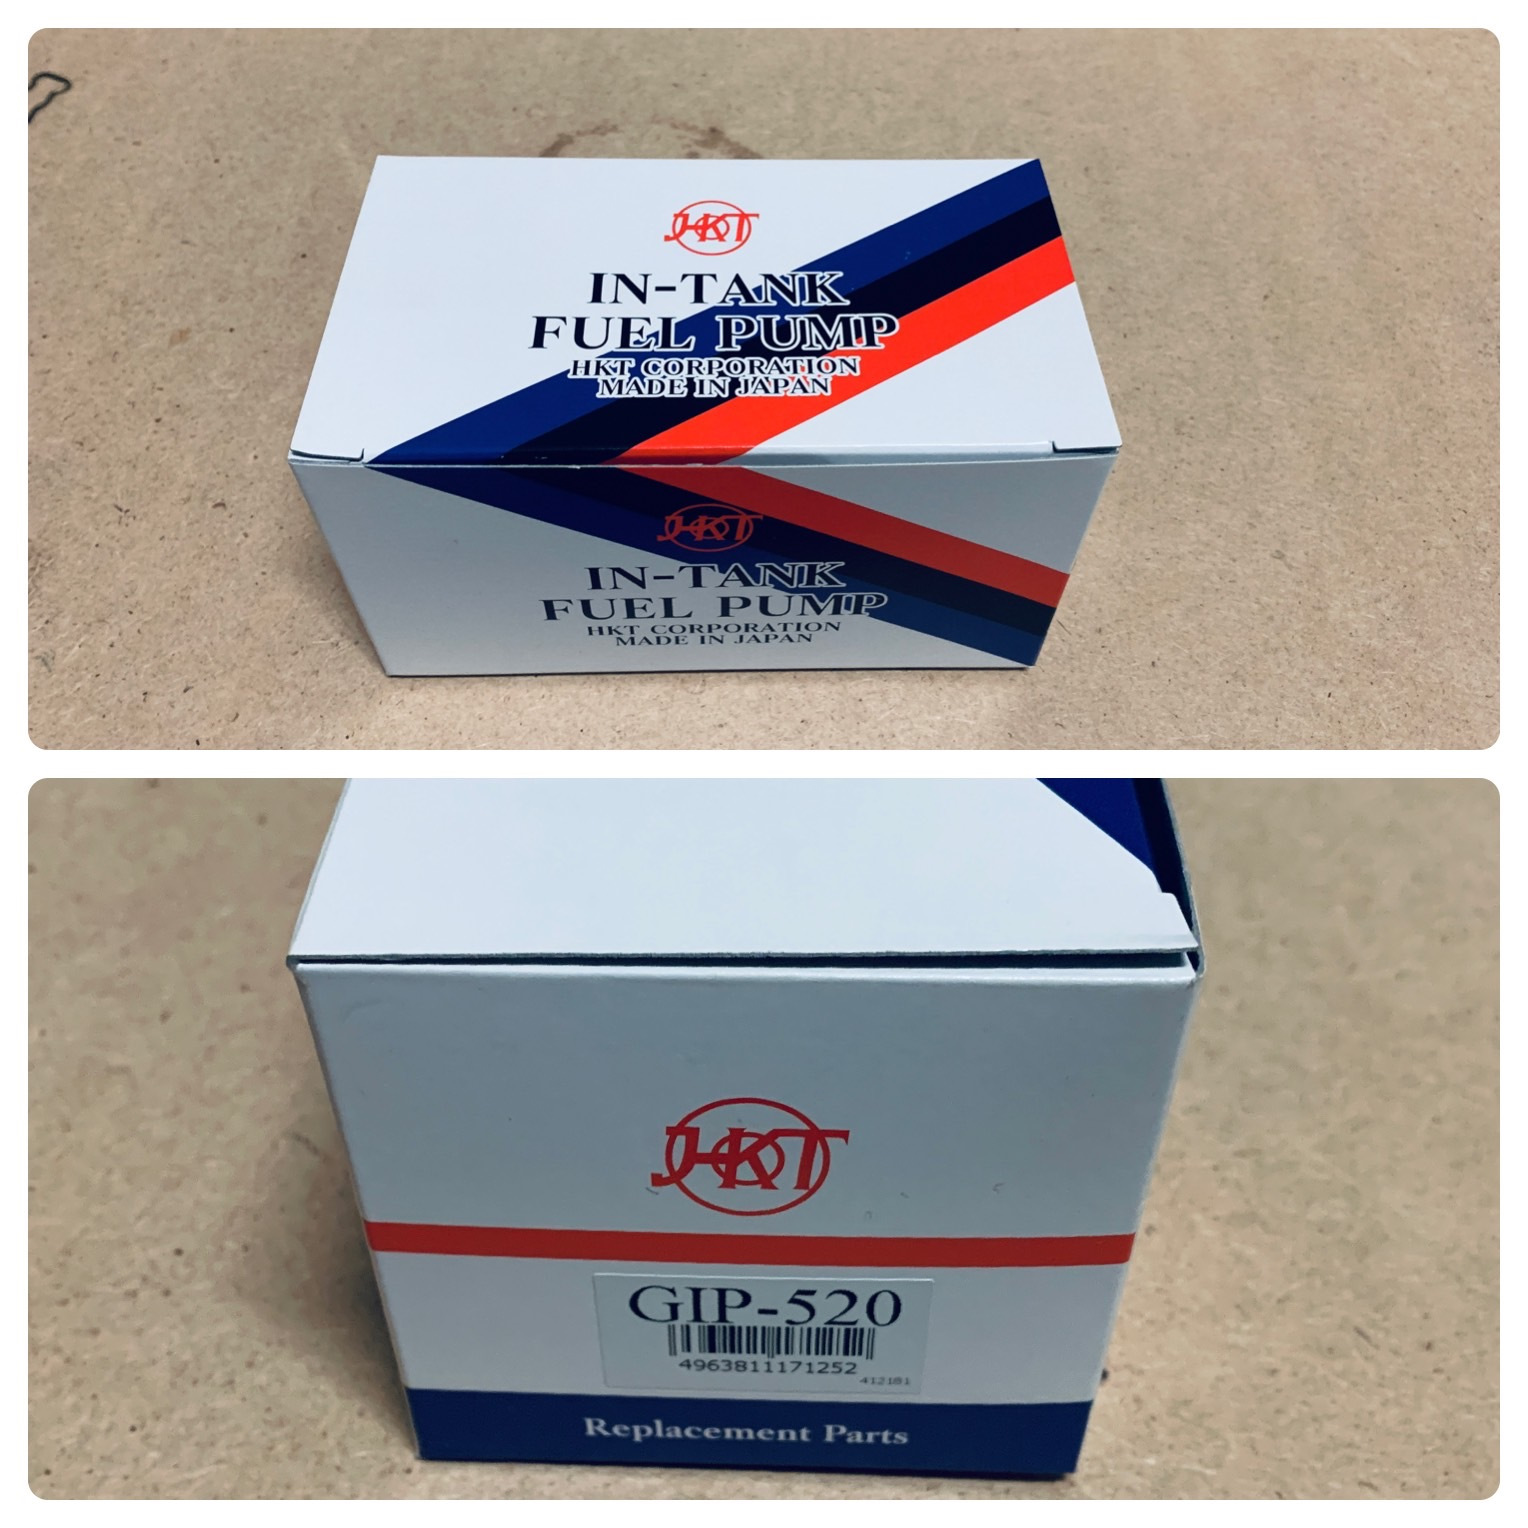 HKT
IN-TANK
FUEL PUMP
HKT CORPORATION
MADE IN JAPAN
HKT
IN-TANK
FUEL PUMP
HKT CORPORATION
MADE IN JAPAN
HKT
GIP-520
4963811171252
412181
Replacement Parts